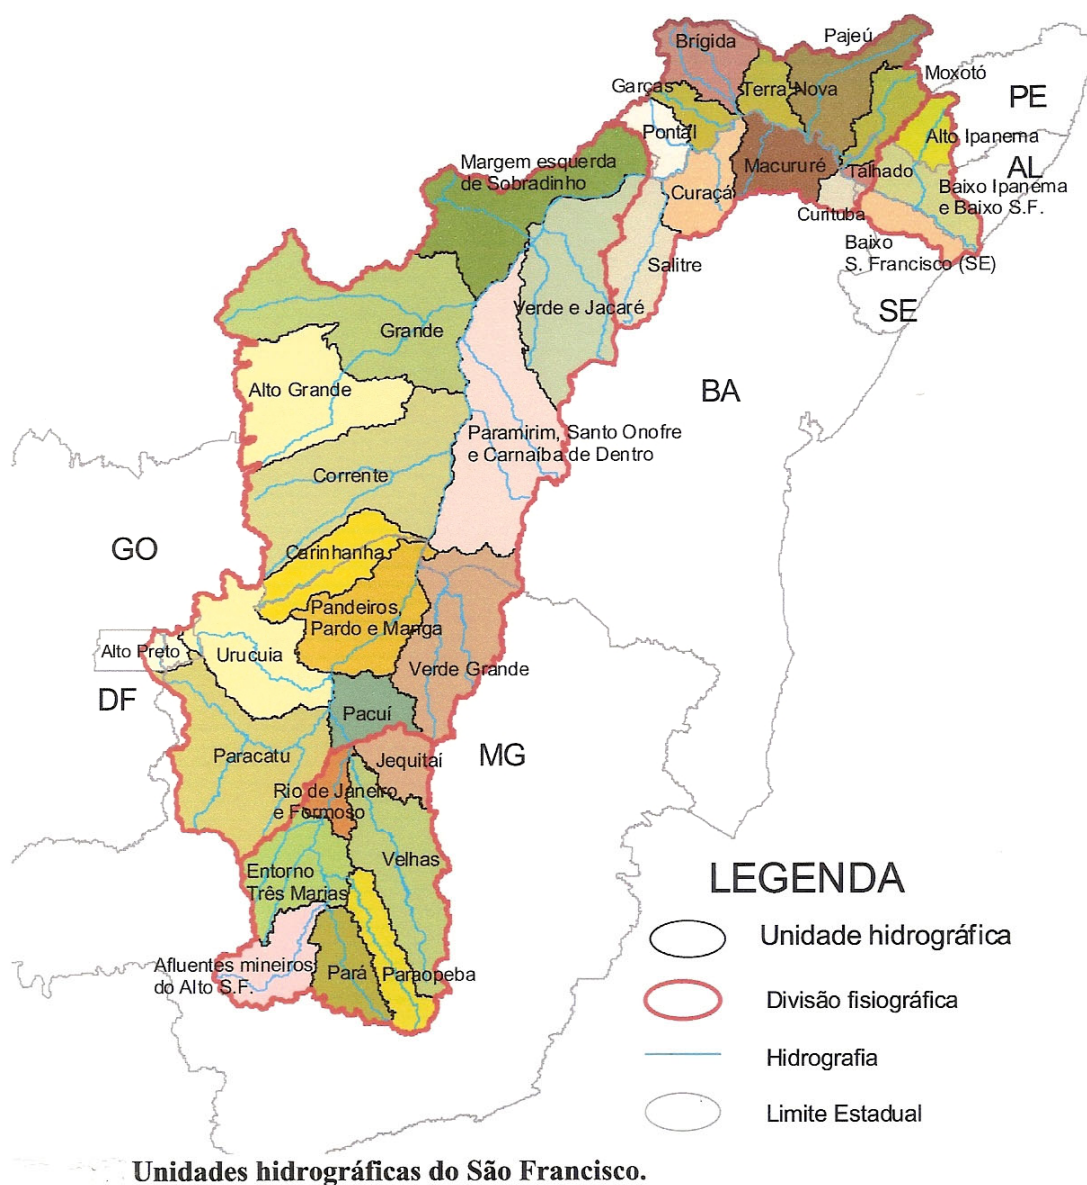 Brígida
Pajeú
Garças
Terra Nova
Moxotó
PE
Pontal
Alto Ipanema
Margem esquerda
de Sobradinho
Macururé
Talhado
AL
Curaçá
Baixo Ipanema
e Baixo S.F.
Curituba
Baixo
S. Francisco (SE)
Salitre
Verde e Jacaré
SE
Grande
Alto Grande
BA
Paramirim, Santo Onofre
e Carnaiba de Dentro
Corrente
GO
Carinhanha
Pandeiros,
Pardo e Manga
Alto Preto
Urucuia
Verde Grande
DF
Pacuí
Paracatu
Jequitai
MG
Rio de Janeiro
e Formoso
Velhas
Entorno
Três Marias
Afluentes mineiros
do Alto S.F.
Pará
Paraopeba
LEGENDA
Unidade hidrográfica
Divisão fisiográfica
Hidrografia
Limite Estadual
Unidades hidrográficas do São Francisco.